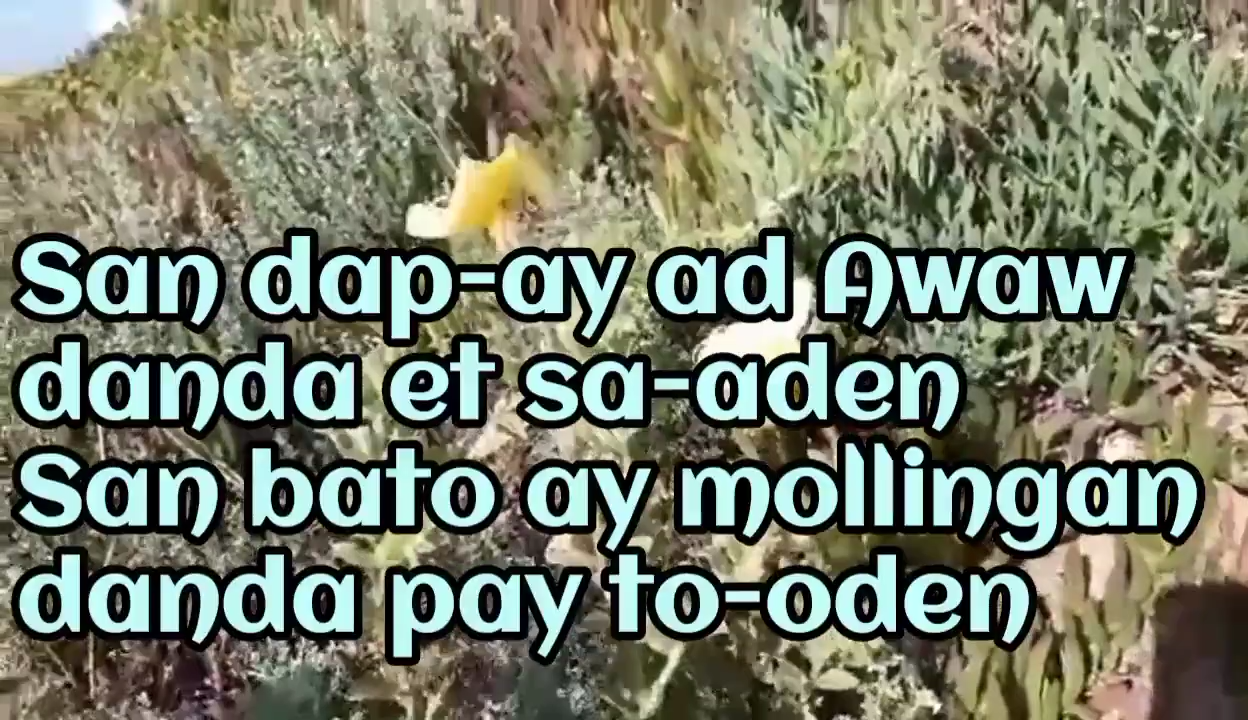 San dap-ay ad Awaw
danda et sa-aden
San bato ay mollingan
danda pay to-oden